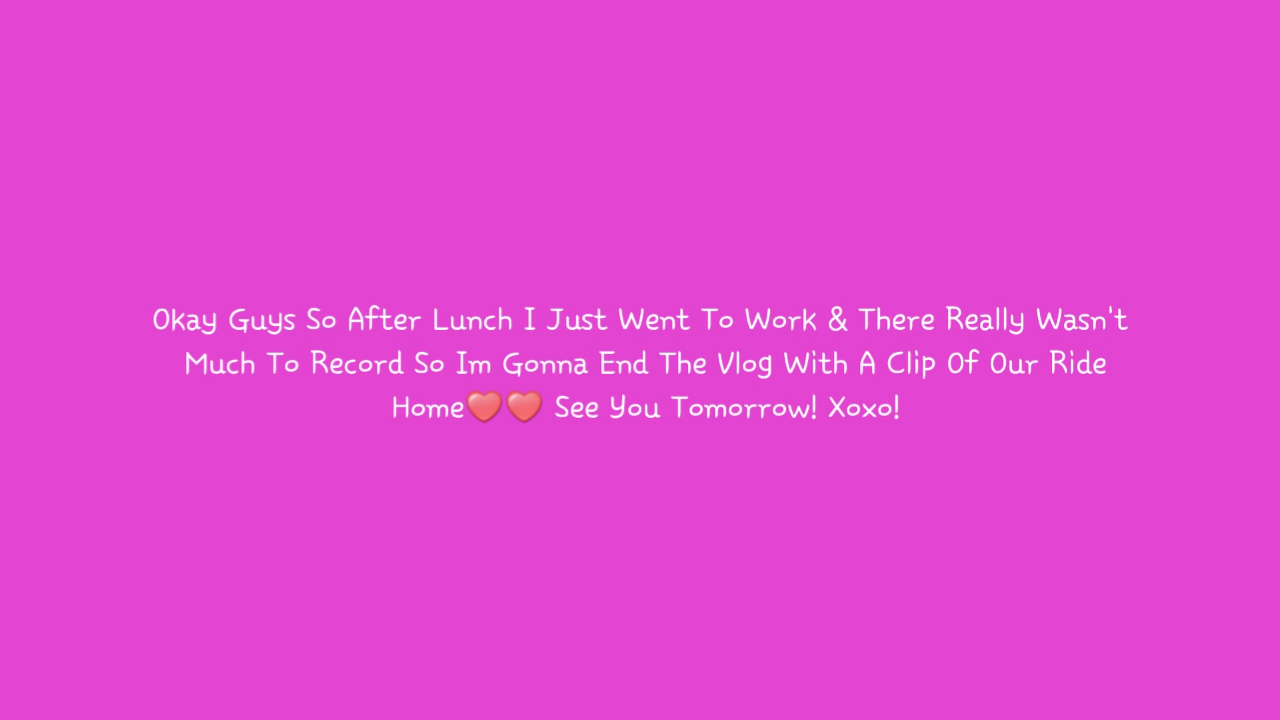 Okay Guys So After Lunch I Just Went To Work & There Really Wasn't
Much To Record So Im Gonna End The Vlog With A Clip Of Our Ride
Home❤️❤️ See You Tomorrow! Xoxo!